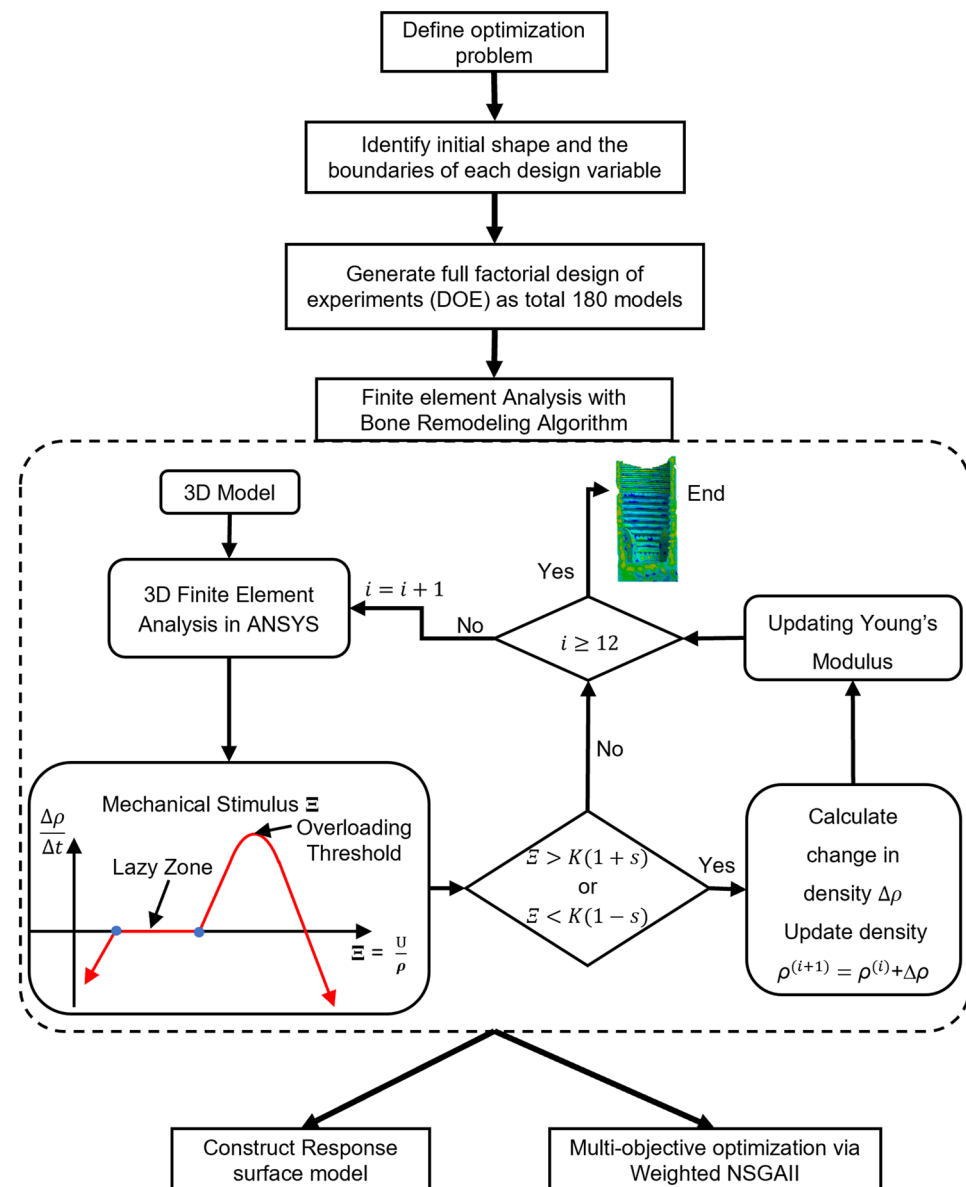 Define optimization
problem
Identify initial shape and the
boundaries of each design variable
Generate full factorial design of
experiments (DOE) as total 180 models
Finite element Analysis with
Bone Remodeling Algorithm
3D Model
End
Yes
3D Finite Element
Analysis in ANSYS
i = i + 1
No
i ≥ 12
Updating Young's
Modulus
No
Mechanical Stimulus Ξ
Δρ
Δt
Overloading
Threshold
Lazy Zone
Ξ = U
ρ
Ξ > K(1 + s)
or
Ξ < K(1 − s)
Yes
Calculate
change in
density Δρ
Update density
ρ^(i+1) = ρ^(i)+Δρ
Construct Response
surface model
Multi-objective optimization via
Weighted NSGAII